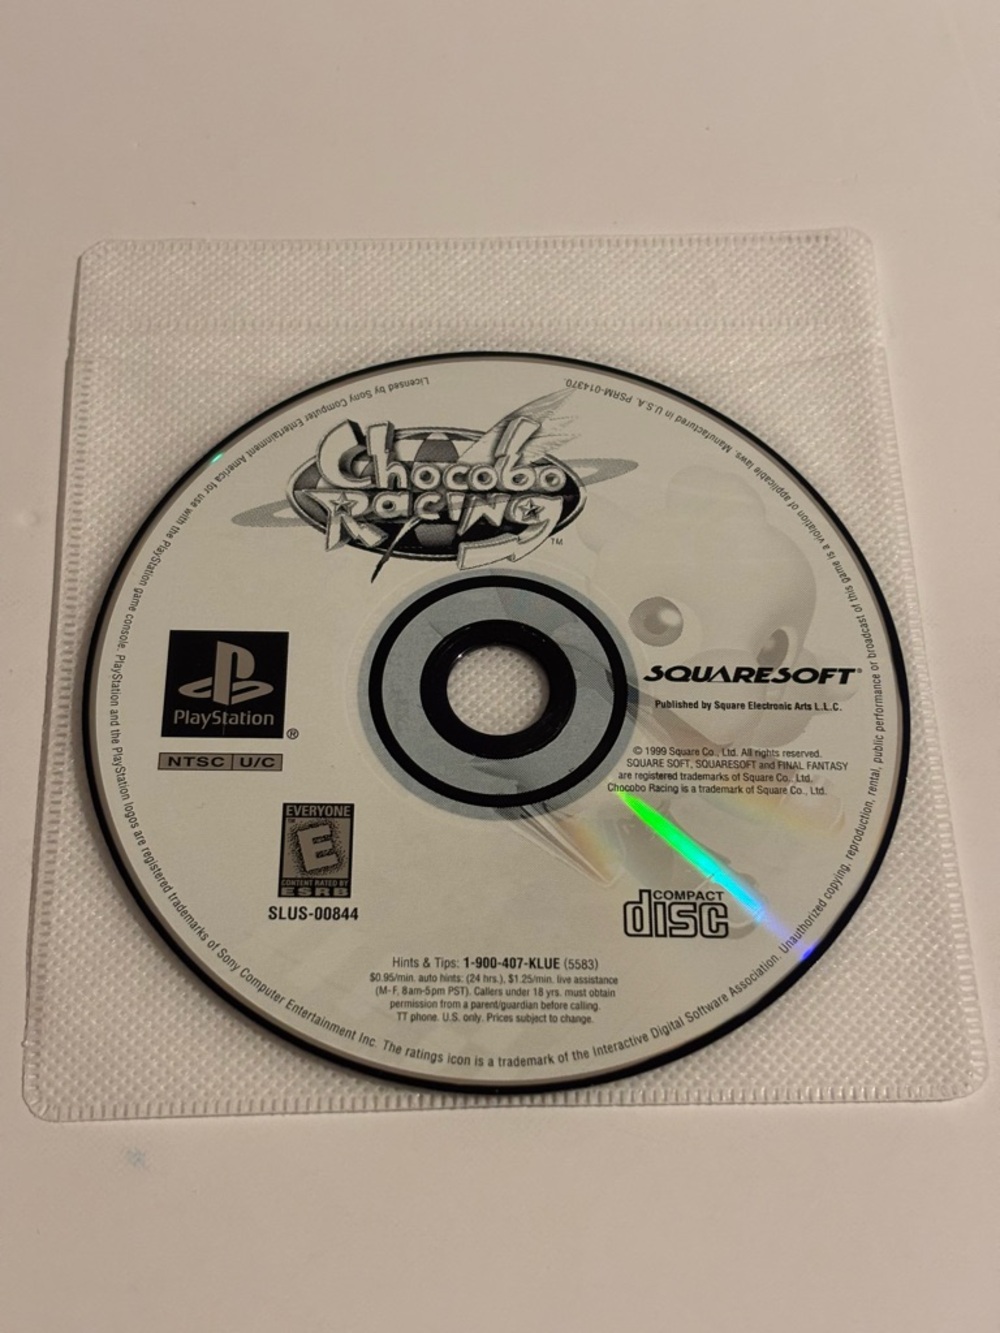 Licensed by Sony Computer Entertainment America for use with the PlayStation game console. PlayStation and the PlayStation logos are registered trademarks of Sony Computer Entertainment Inc. The ratings icon is a trademark of the Interactive Digital Software Association. Unauthorized copying, reproduction, rental, public performance or broadcast of this game is a violation of applicable laws. Manufactured in U.S.A. PSRM-014370.
Chocobo
Racing™
PlayStation®
NTSC U/C
SQUARESOFT®
Published by Square Electronic Arts L.L.C.
© 1999 Square Co., Ltd. All rights reserved.
SQUARE SOFT, SQUARESOFT and FINAL FANTASY
are registered trademarks of Square Co., Ltd.
Chocobo Racing is a trademark of Square Co., Ltd.
EVERYONE
E
CONTENT RATED BY
ESRB
SLUS-00844
COMPACT
disc
Hints & Tips: 1-900-407-KLUE (5583)
$0.95/min. auto hints: (24 hrs.), $1.25/min. live assistance
(M-F, 8am-5pm PST). Callers under 18 yrs. must obtain
permission from a parent/guardian before calling.
TT phone. U.S. only. Prices subject to change.